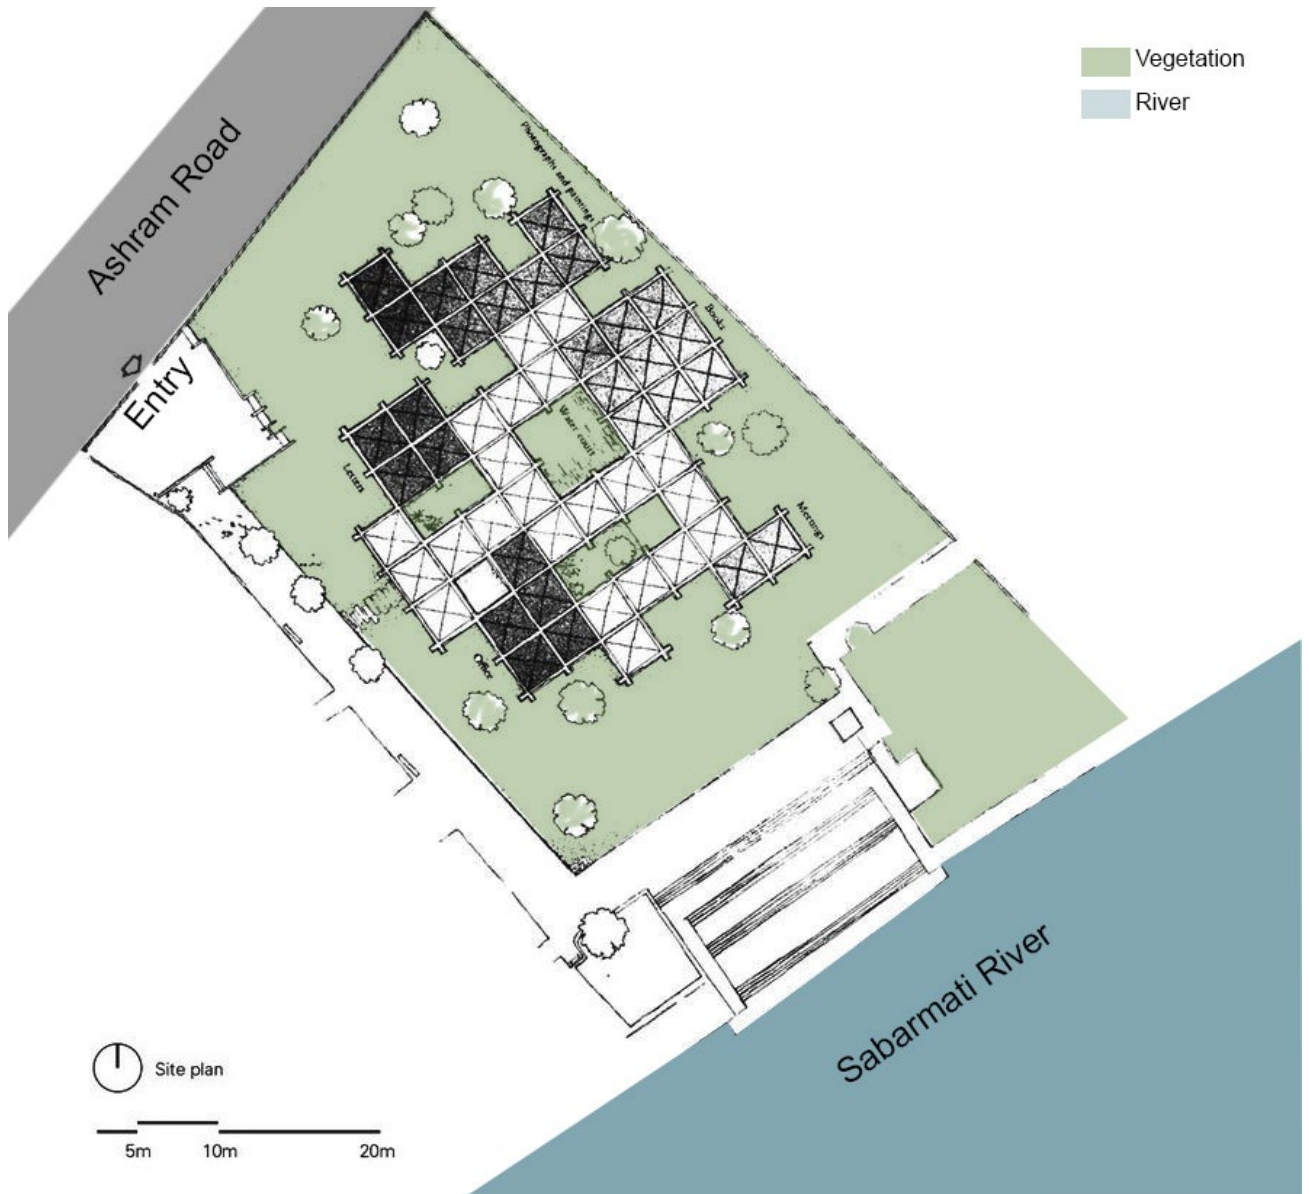 Vegetation
River
Ashram Road
Photographs and paintings
Entry
Books
Water court
Letters
Meetings
Office
Sabarmati River
Site plan
5m 10m 20m